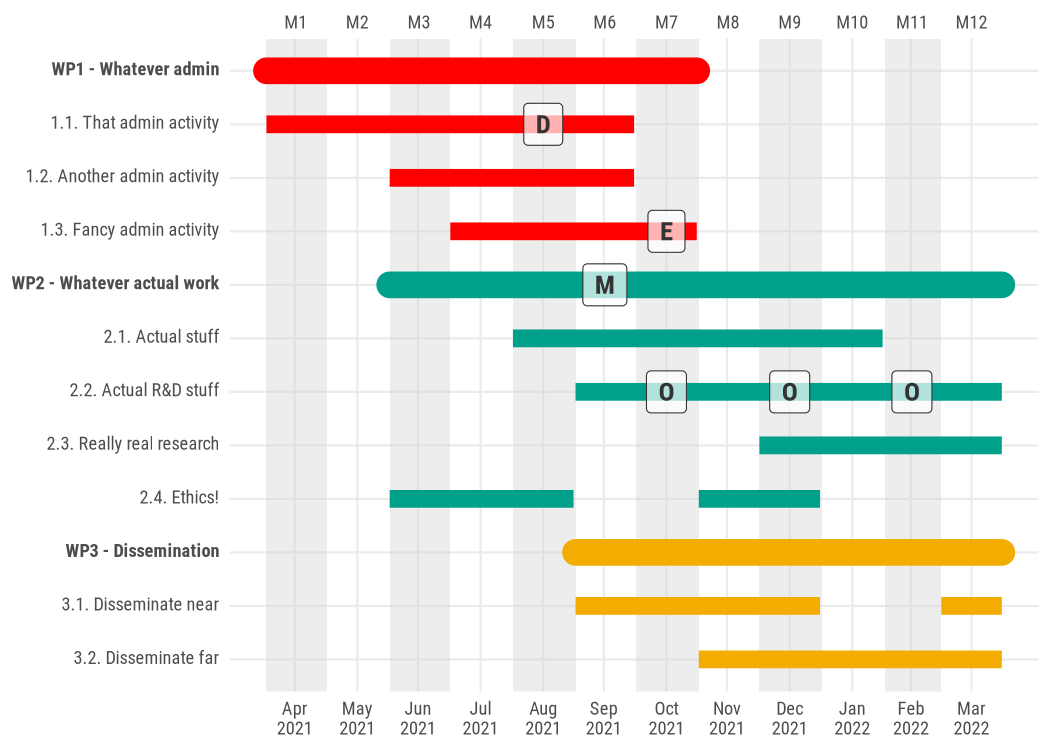 M1 M2 M3 M4 M5 M6 M7 M8 M9 M10 M11 M12
WP1 - Whatever admin
1.1. That admin activity D
1.2. Another admin activity
1.3. Fancy admin activity E
WP2 - Whatever actual work M
2.1. Actual stuff
2.2. Actual R&D stuff O O O
2.3. Really real research
2.4. Ethics!
WP3 - Dissemination
3.1. Disseminate near
3.2. Disseminate far
Apr May Jun Jul Aug Sep Oct Nov Dec Jan Feb Mar
2021 2021 2021 2021 2021 2021 2021 2021 2021 2022 2022 2022